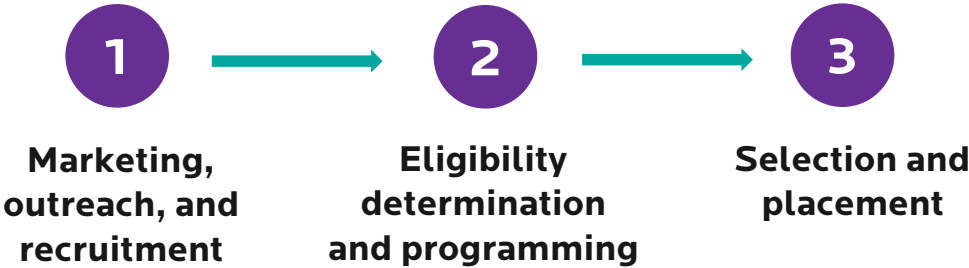 1
Marketing,
outreach, and
recruitment
2
Eligibility
determination
and programming
3
Selection and
placement